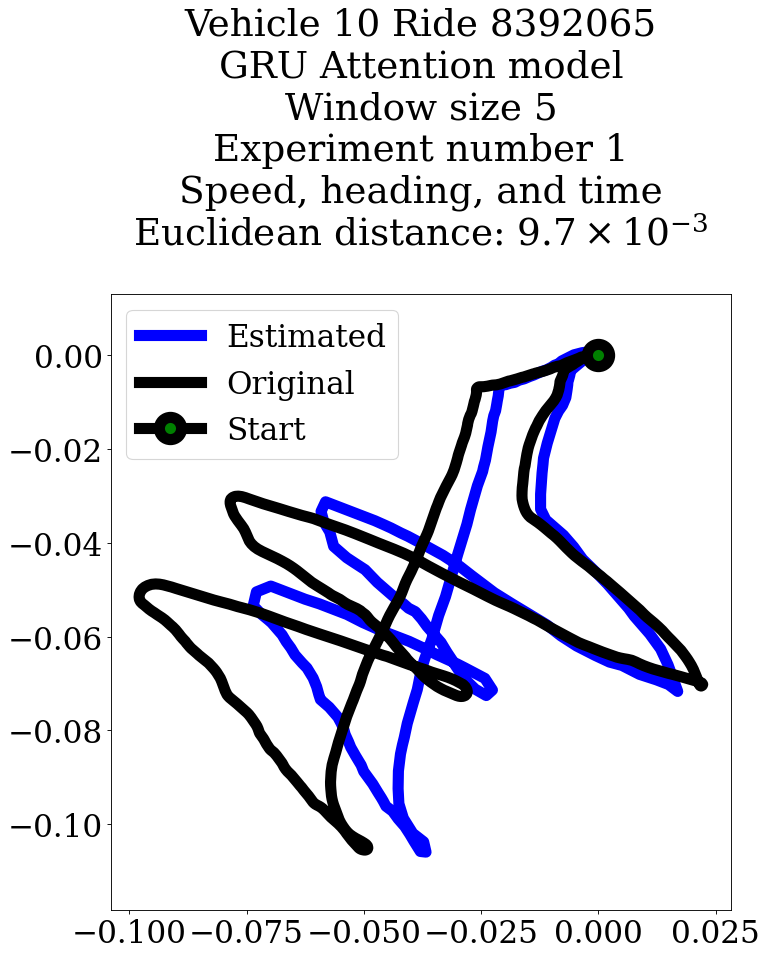 Vehicle 10 Ride 8392065
GRU Attention model
Window size 5
Experiment number 1
Speed, heading, and time
Euclidean distance: 9.7 × 10⁻³
Estimated
Original
Start
0.00
−0.02
−0.04
−0.06
−0.08
−0.10
−0.100 −0.075 −0.050 −0.025 0.000 0.025